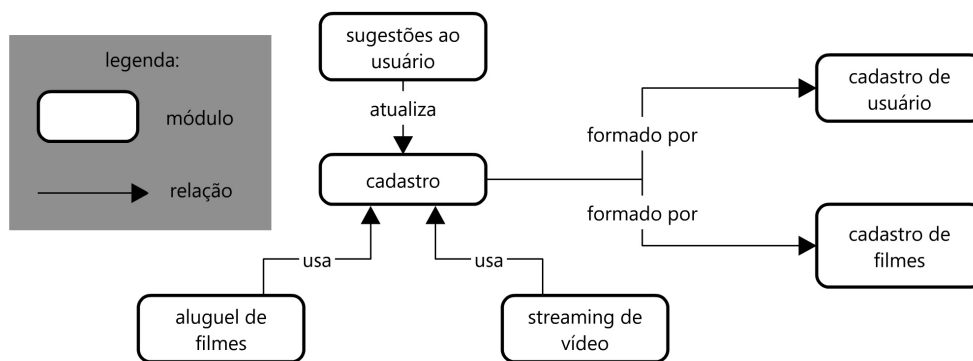 legenda:
módulo
relação
sugestões ao
usuário
atualiza
cadastro
formado por
formado por
cadastro de
usuário
cadastro de
filmes
usa
usa
aluguel de
filmes
streaming de
vídeo